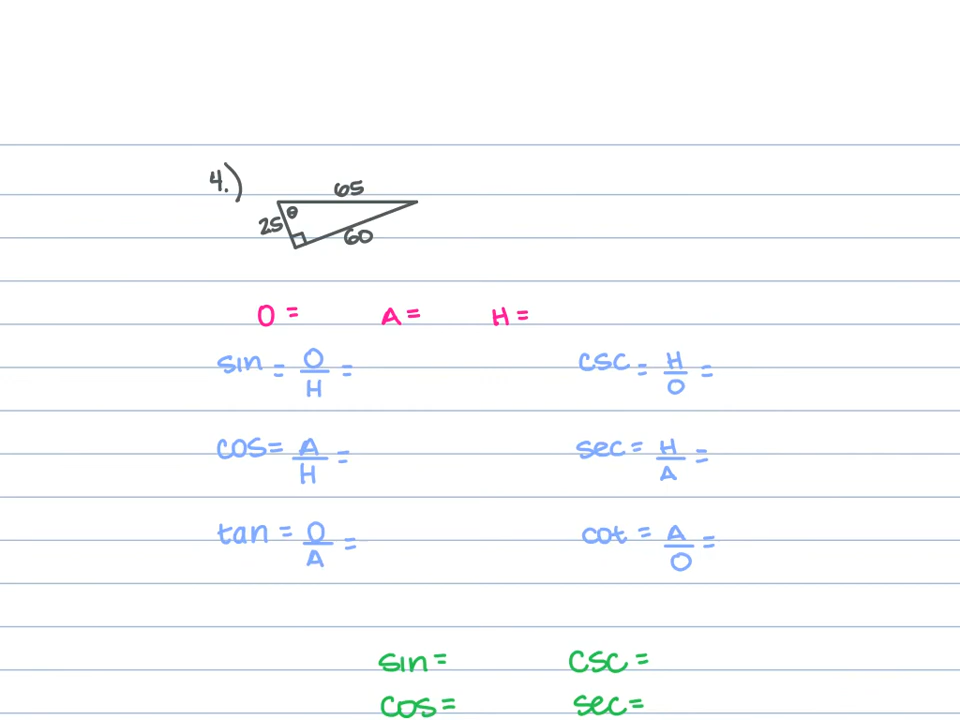 4.)
65
25 θ
60
O = A = H =
sin = O/H = csc = H/O =
cos = A/H = sec = H/A =
tan = O/A = cot = A/O =
sin = csc =
cos = sec =